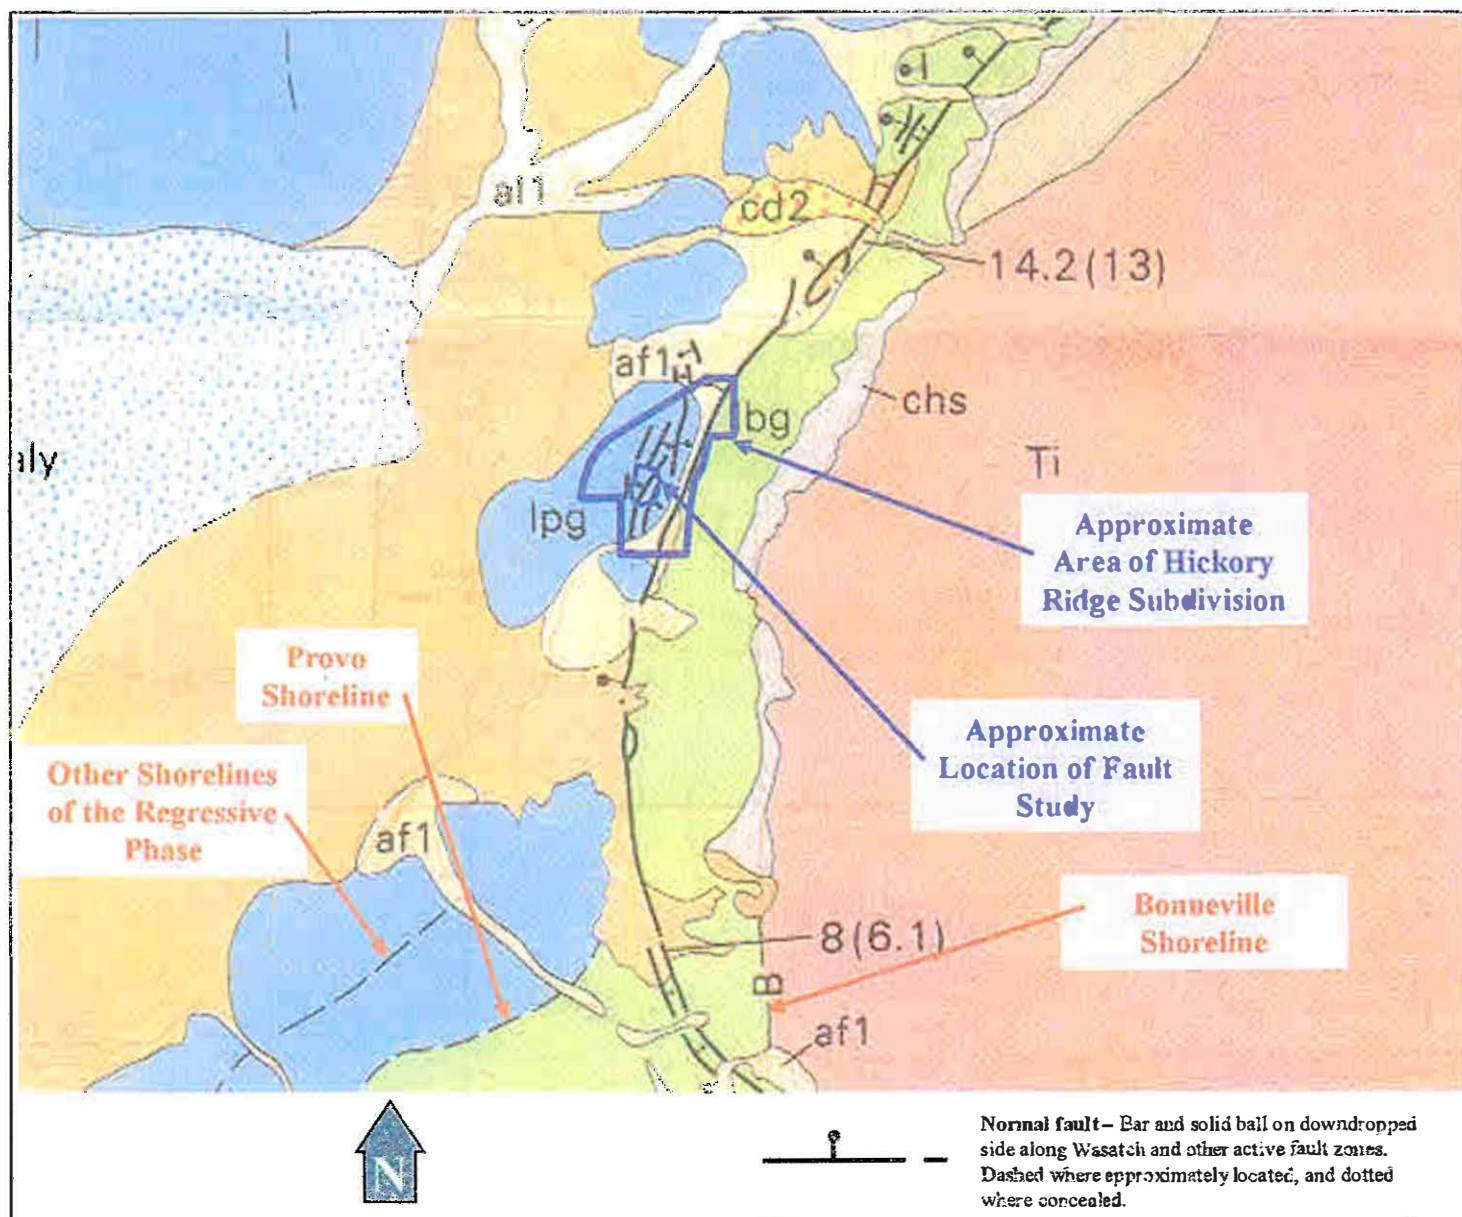 al1
cd2
14.2(13)
af1
chs
bg
aly
Ti
lpg
Approximate
Area of Hickory
Ridge Subdivision
Provo
Shoreline
Approximate
Location of Fault
Study
Other Shorelines
of the Regressive
Phase
af1
8(6.1)
Bonneville
Shoreline
B
af1
N
Normal fault– Bar and solid ball on downdropped
side along Wasatch and other active fault zones.
Dashed where approximately located, and dotted
where concealed.